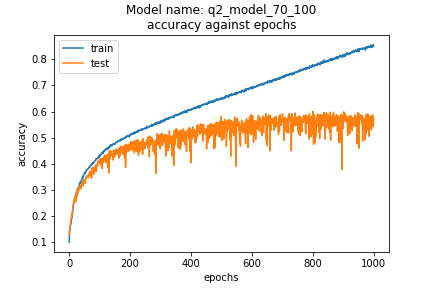 Model name: q2_model_70_100
accuracy against epochs
train
test
0.8
0.7
0.6
0.5
0.4
0.3
0.2
0.1
accuracy
0 200 400 600 800 1000
epochs